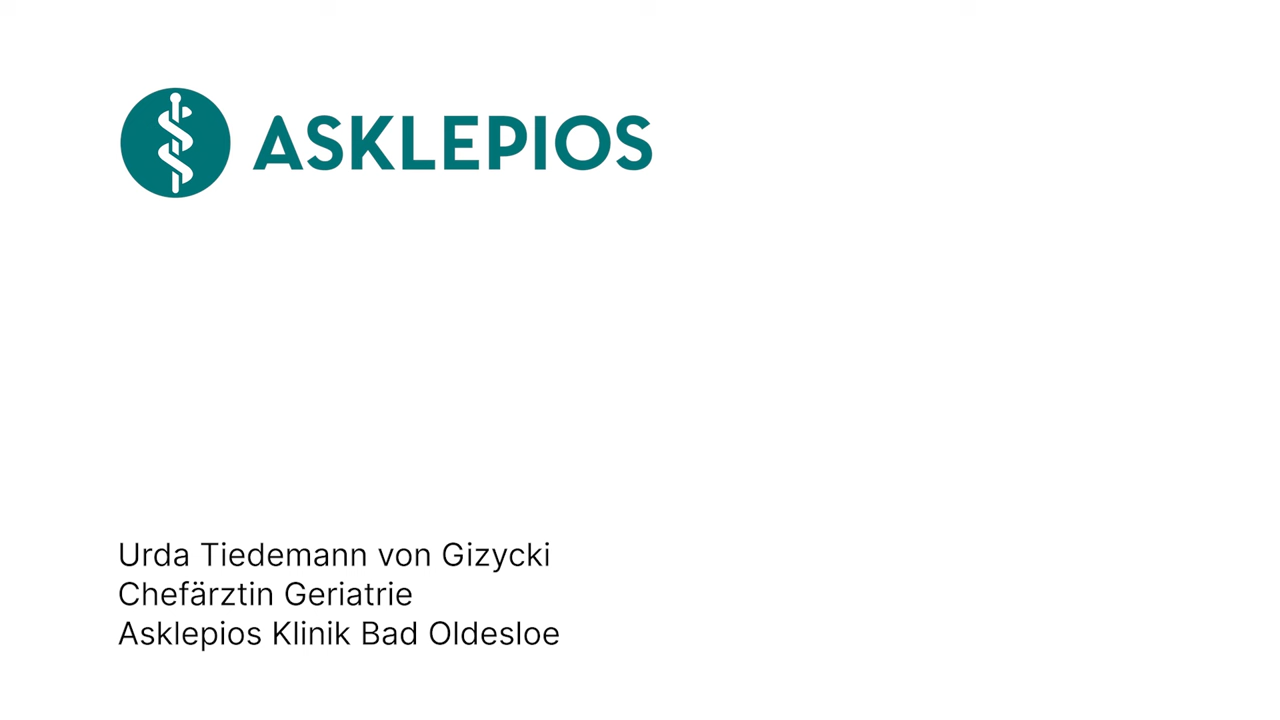 ASKLEPIOS
Urda Tiedemann von Gizycki
Chefärztin Geriatrie
Asklepios Klinik Bad Oldesloe